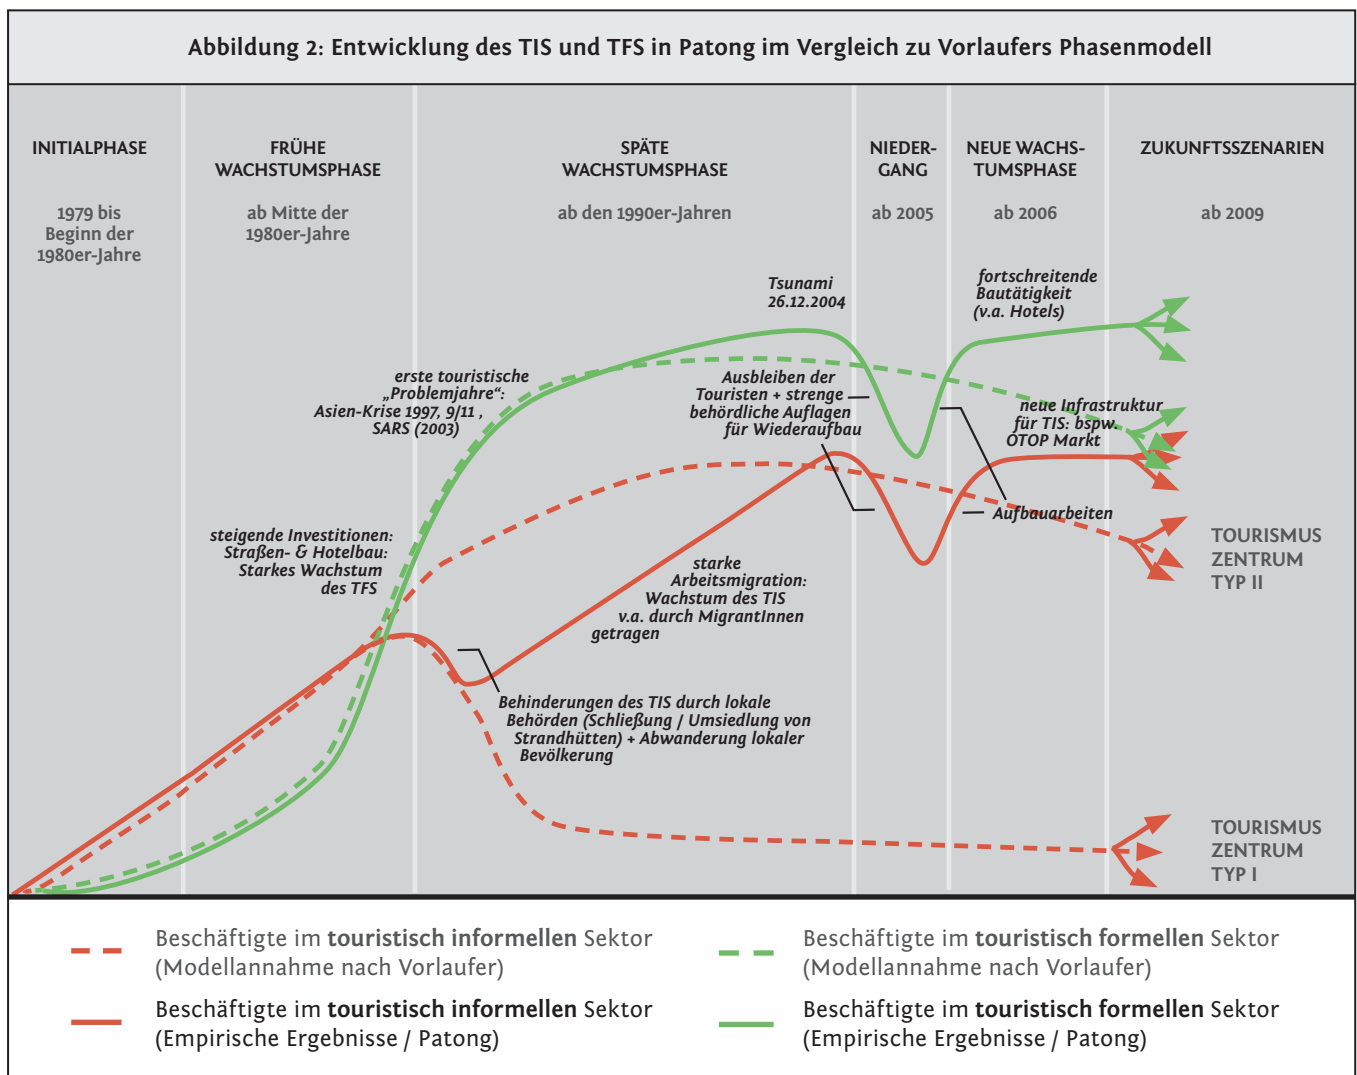 Abbildung 2: Entwicklung des TIS und TFS in Patong im Vergleich zu Vorlaufers Phasenmodell
INITIALPHASE
1979 bis
Beginn der
1980er-Jahre
FRÜHE
WACHSTUMSPHASE
ab Mitte der
1980er-Jahre
SPÄTE
WACHSTUMSPHASE
ab den 1990er-Jahren
NIEDER-
GANG
ab 2005
NEUE WACHS-
TUMSPHASE
ab 2006
ZUKUNFTSSZENARIEN
ab 2009
Tsunami
26.12.2004
fortschreitende
Bautätigkeit
(v.a. Hotels)
erste touristische
„Problemjahre“:
Asien-Krise 1997, 9/11 ,
SARS (2003)
Ausbleiben der
Touristen + strenge
behördliche Auflagen
für Wiederaufbau
neue Infrastruktur
für TIS: bspw.
OTOP Markt
Aufbauarbeiten
steigende Investitionen:
Straßen- & Hotelbau:
Starkes Wachstum
des TFS
starke
Arbeitsmigration:
Wachstum des TIS
v.a. durch MigrantInnen
getragen
Behinderungen des TIS durch lokale
Behörden (Schließung / Umsiedlung von
Strandhütten) + Abwanderung lokaler
Bevölkerung
TOURISMUS
ZENTRUM
TYP II
TOURISMUS
ZENTRUM
TYP I
Beschäftigte im touristisch informellen Sektor
(Modellannahme nach Vorlaufer)
Beschäftigte im touristisch informellen Sektor
(Empirische Ergebnisse / Patong)
Beschäftigte im touristisch formellen Sektor
(Modellannahme nach Vorlaufer)
Beschäftigte im touristisch formellen Sektor
(Empirische Ergebnisse / Patong)